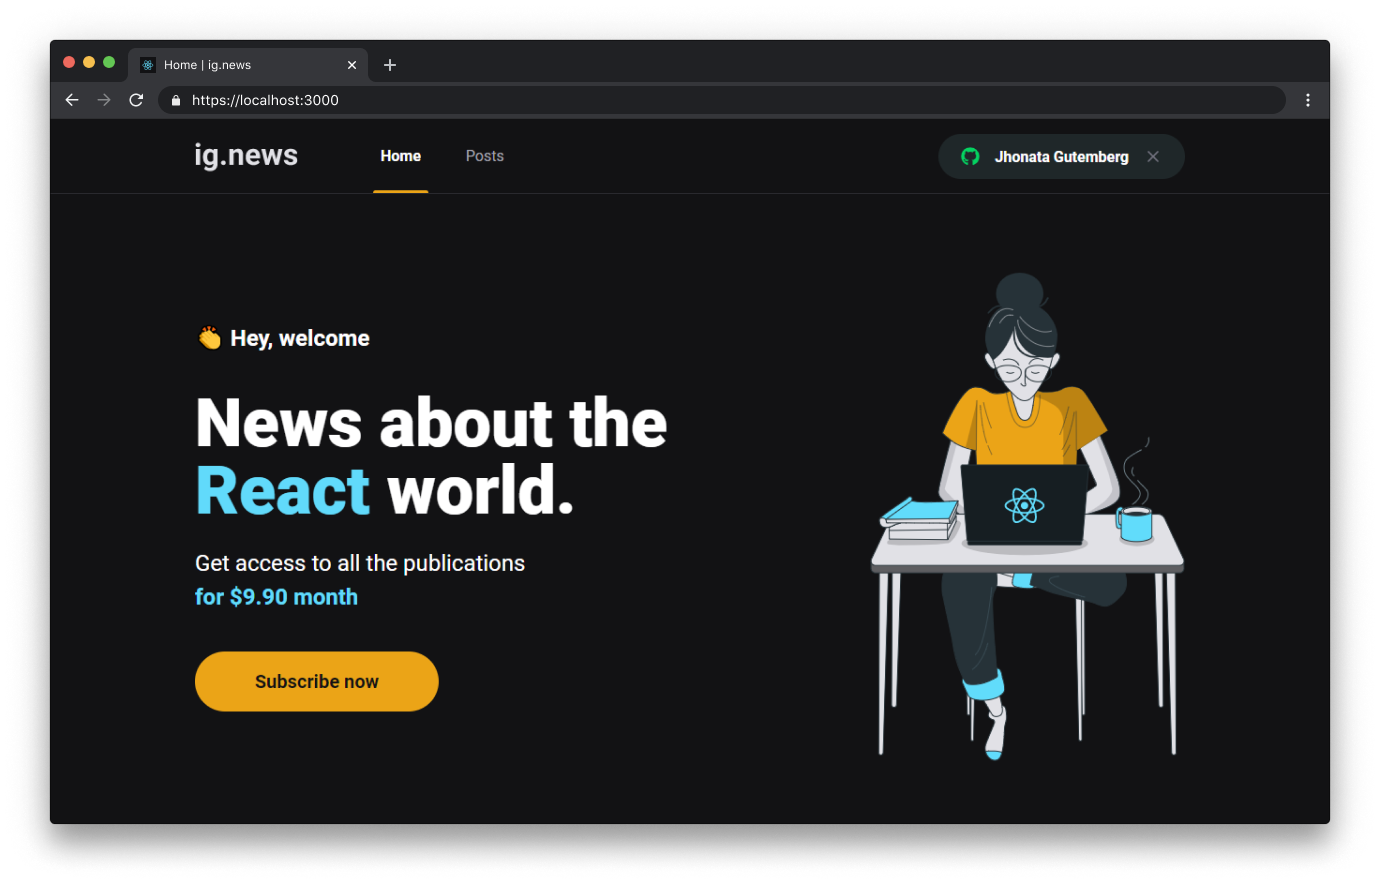 Home | ig.news
https://localhost:3000
ig.news
Home
Posts
Jhonata Gutemberg
👏 Hey, welcome
News about the
React world.
Get access to all the publications
for $9.90 month
Subscribe now